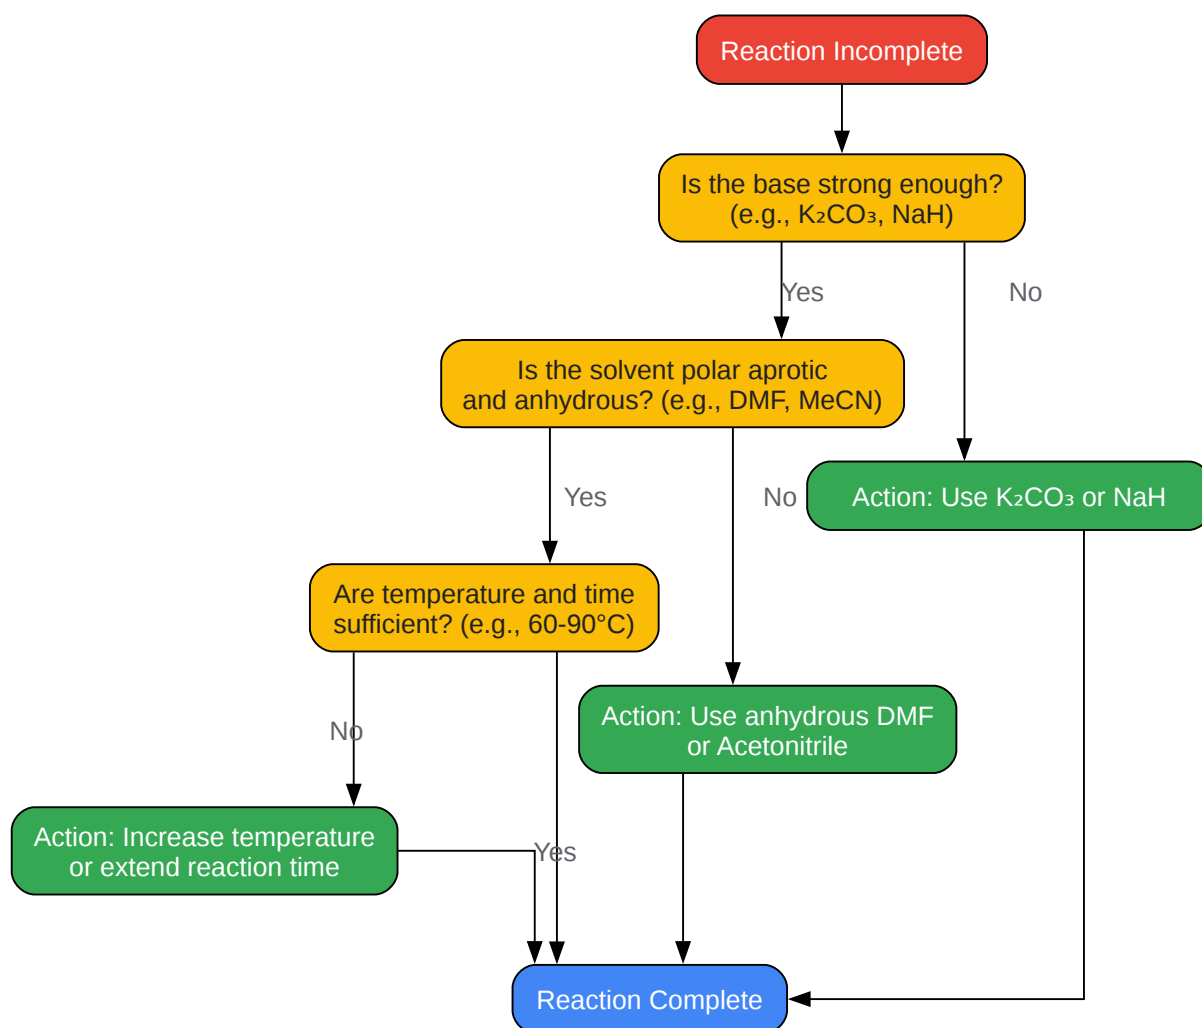 Reaction Incomplete
Is the base strong enough?
(e.g., K₂CO₃, NaH)
Yes
No
Is the solvent polar aprotic
and anhydrous? (e.g., DMF, MeCN)
Yes
No
Action: Use K₂CO₃ or NaH
Are temperature and time
sufficient? (e.g., 60-90°C)
No
Action: Use anhydrous DMF
or Acetonitrile
Action: Increase temperature
or extend reaction time
Yes
Reaction Complete